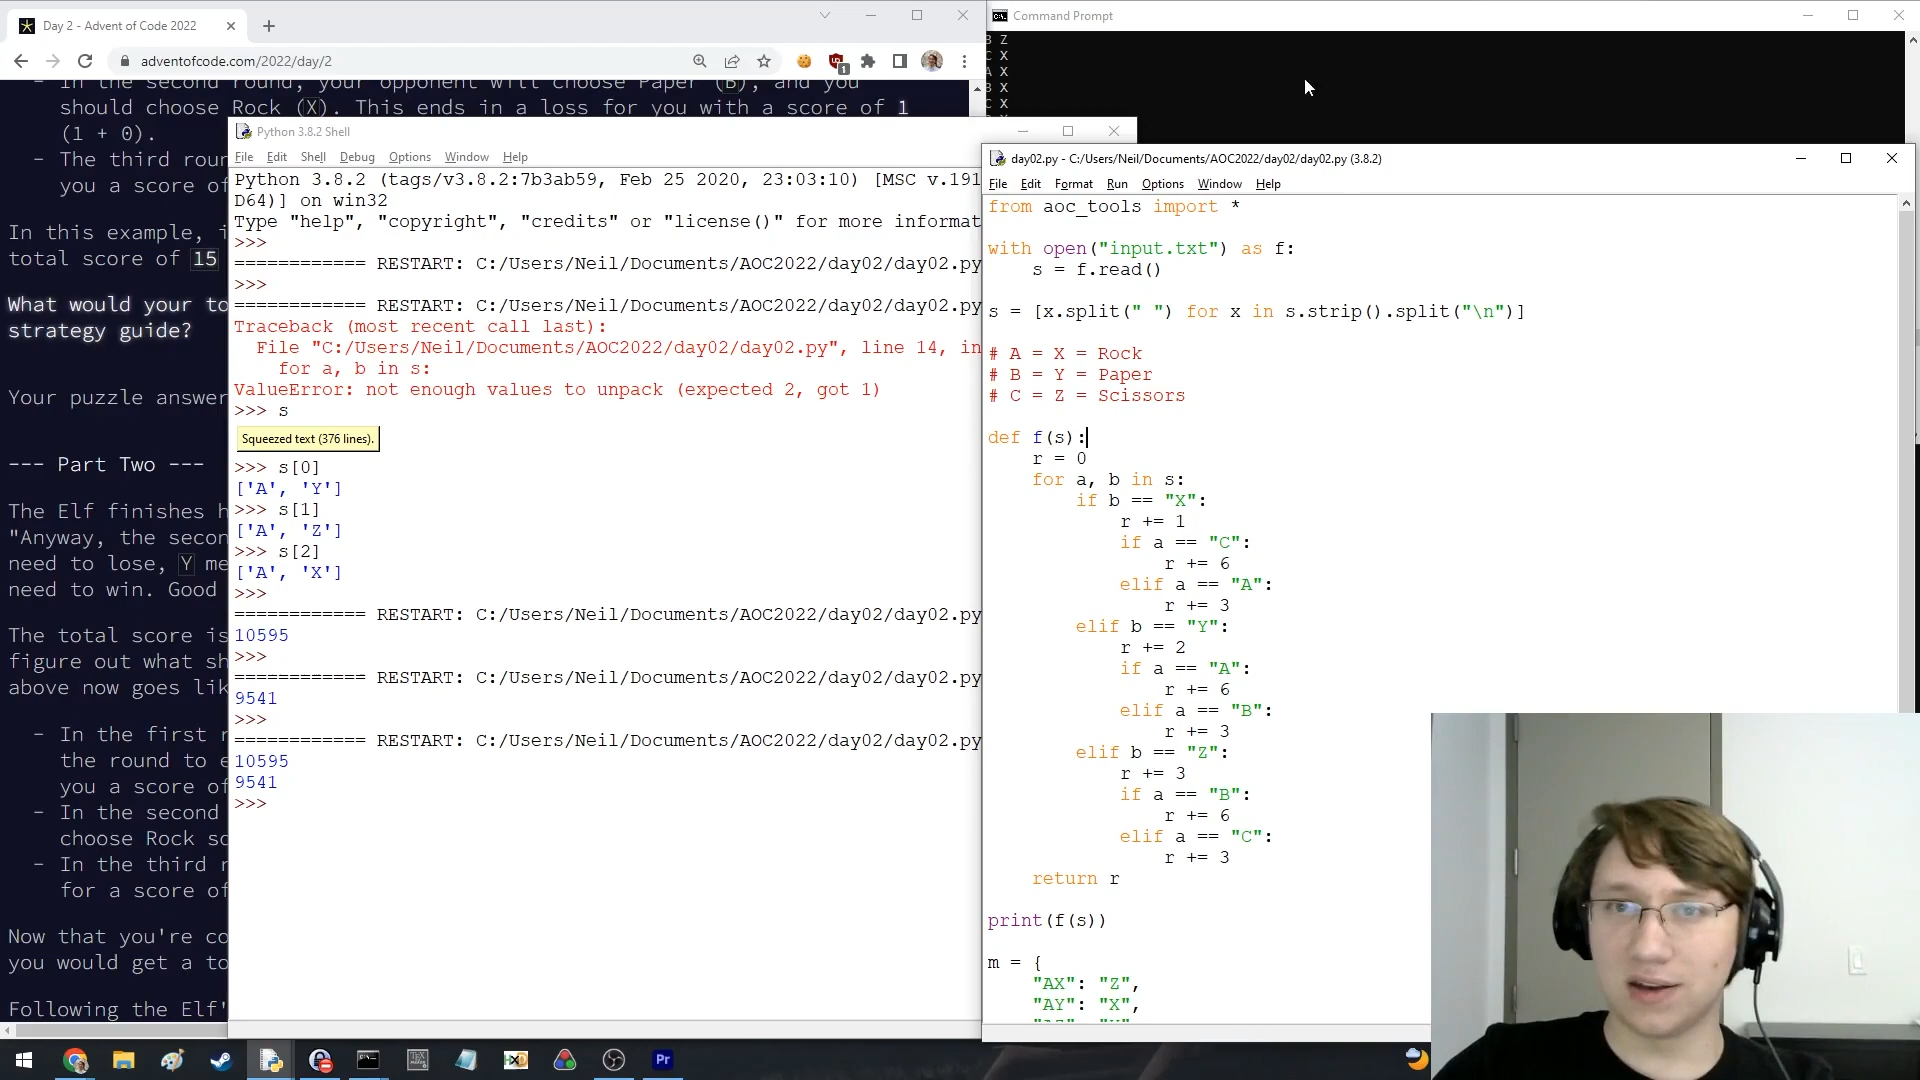 Day 2 - Advent of Code 2022
adventofcode.com/2022/day/2
1
- In the second round, your opponent will choose Paper (B), and you
should choose Rock (X). This ends in a loss for you with a score of 1
(1 + 0).
- The third roun
you a score of
In this example, i
total score of 15
What would your to
strategy guide?
Your puzzle answer
--- Part Two ---
The Elf finishes h
"Anyway, the secon
need to lose, Y me
need to win. Good
The total score is
figure out what sh
above now goes lik
- In the first r
the round to e
you a score of
- In the second
choose Rock so
- In the third r
for a score of
Now that you're co
you would get a to
Following the Elf'
Command Prompt
B Z
C X
A X
B X
C X
Python 3.8.2 Shell
File Edit Shell Debug Options Window Help
Python 3.8.2 (tags/v3.8.2:7b3ab59, Feb 25 2020, 23:03:10) [MSC v.191
D64)] on win32
Type "help", "copyright", "credits" or "license()" for more informat
>>>
============ RESTART: C:/Users/Neil/Documents/AOC2022/day02/day02.py
>>>
============ RESTART: C:/Users/Neil/Documents/AOC2022/day02/day02.py
Traceback (most recent call last):
File "C:/Users/Neil/Documents/AOC2022/day02/day02.py", line 14, in
for a, b in s:
ValueError: not enough values to unpack (expected 2, got 1)
>>> s
Squeezed text (376 lines).
>>> s[0]
['A', 'Y']
>>> s[1]
['A', 'Z']
>>> s[2]
['A', 'X']
>>>
============ RESTART: C:/Users/Neil/Documents/AOC2022/day02/day02.py
10595
>>>
============ RESTART: C:/Users/Neil/Documents/AOC2022/day02/day02.py
9541
>>>
============ RESTART: C:/Users/Neil/Documents/AOC2022/day02/day02.py
10595
9541
>>>
day02.py - C:/Users/Neil/Documents/AOC2022/day02/day02.py (3.8.2)
File Edit Format Run Options Window Help
from aoc_tools import *
with open("input.txt") as f:
s = f.read()
s = [x.split(" ") for x in s.strip().split("\n")]
# A = X = Rock
# B = Y = Paper
# C = Z = Scissors
def f(s):
r = 0
for a, b in s:
if b == "X":
r += 1
if a == "C":
r += 6
elif a == "A":
r += 3
elif b == "Y":
r += 2
if a == "A":
r += 6
elif a == "B":
r += 3
elif b == "Z":
r += 3
if a == "B":
r += 6
elif a == "C":
r += 3
return r
print(f(s))
m = {
"AX": "Z",
"AY": "X",
Pr